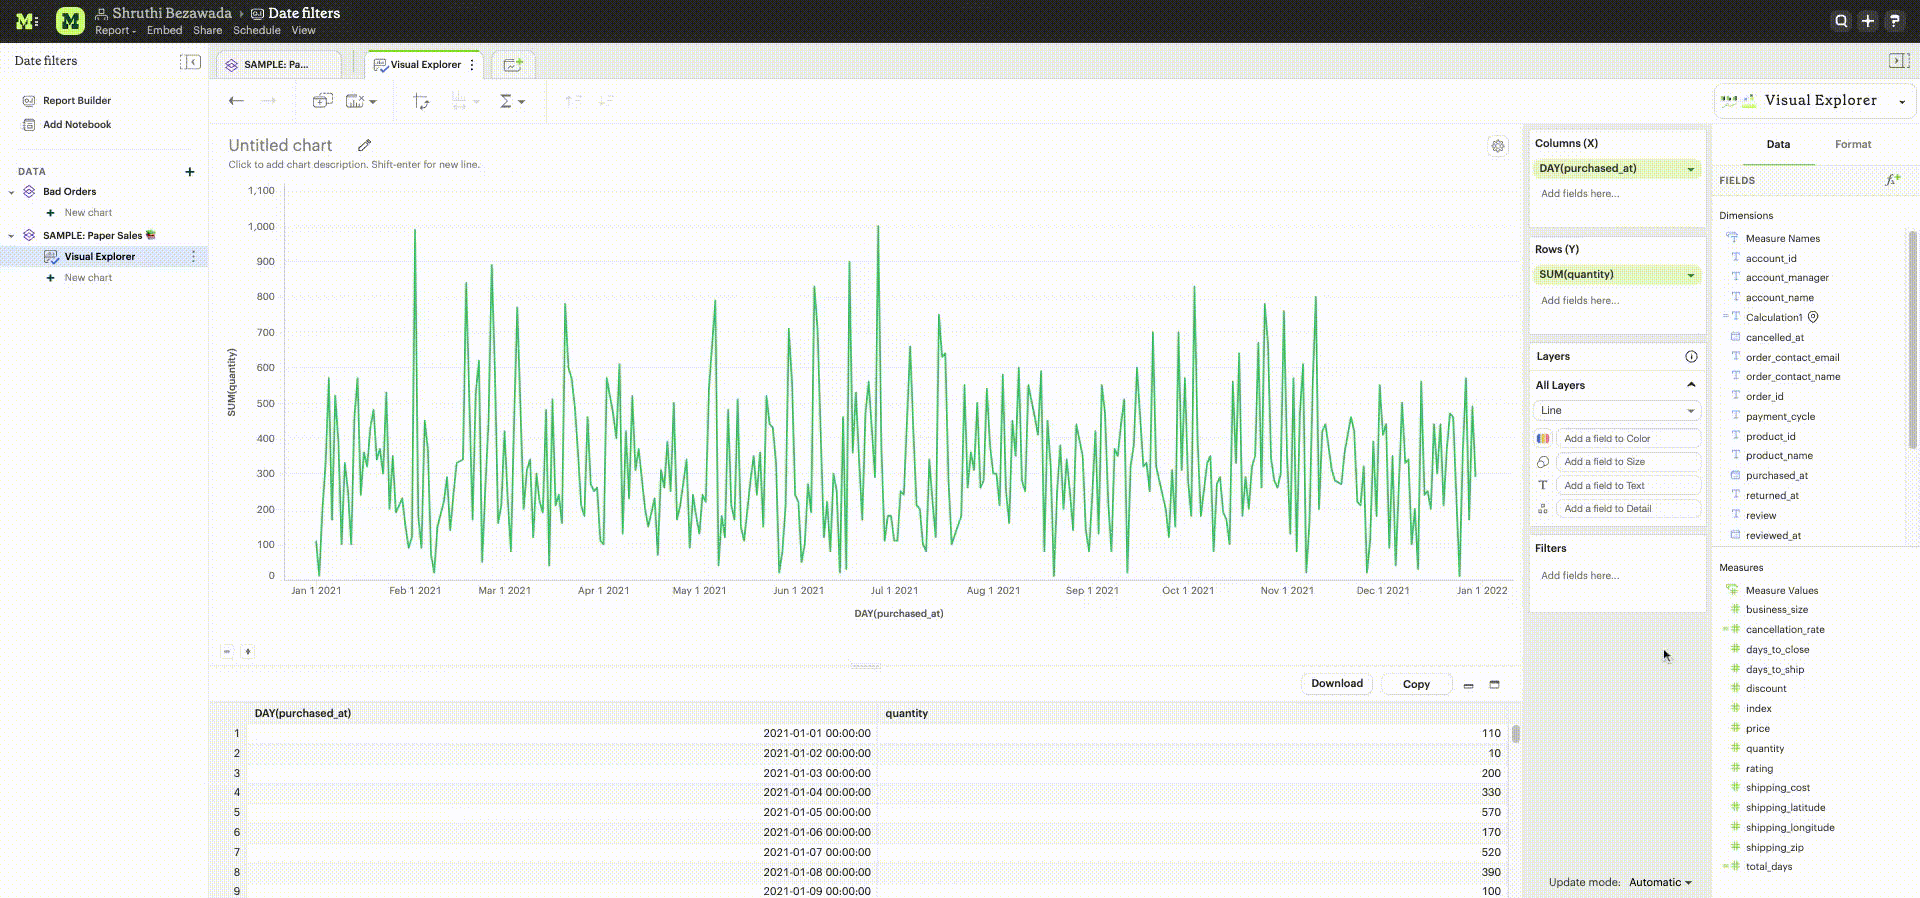 Shruthi Bezawada › Date filters
Report Embed Share Schedule View
Date filters
Report Builder
Add Notebook
DATA
Bad Orders
New chart
SAMPLE: Paper Sales
Visual Explorer
New chart
SAMPLE: Pa...
Visual Explorer
Untitled chart
Click to add chart description. Shift-enter for new line.
SUM(quantity)
1,100
1,000
900
800
700
600
500
400
300
200
100
0
Jan 1 2021 Feb 1 2021 Mar 1 2021 Apr 1 2021 May 1 2021 Jun 1 2021 Jul 1 2021 Aug 1 2021 Sep 1 2021 Oct 1 2021 Nov 1 2021 Dec 1 2021 Jan 1 2022
DAY(purchased_at)
Download Copy
DAY(purchased_at) quantity
1 2021-01-01 00:00:00 110
2 2021-01-02 00:00:00 10
3 2021-01-03 00:00:00 200
4 2021-01-04 00:00:00 330
5 2021-01-05 00:00:00 570
6 2021-01-06 00:00:00 170
7 2021-01-07 00:00:00 520
8 2021-01-08 00:00:00 390
9 2021-01-09 00:00:00 100
Columns (X)
DAY(purchased_at)
Add fields here...
Rows (Y)
SUM(quantity)
Add fields here...
Layers
All Layers
Line
Add a field to Color
Add a field to Size
Add a field to Text
Add a field to Detail
Filters
Add fields here...
Update mode: Automatic
Visual Explorer
Data Format
FIELDS
Dimensions
Measure Names
account_id
account_manager
account_name
Calculation1
cancelled_at
order_contact_email
order_contact_name
order_id
payment_cycle
product_id
product_name
purchased_at
returned_at
review
reviewed_at
Measures
Measure Values
business_size
cancellation_rate
days_to_close
days_to_ship
discount
index
price
quantity
rating
shipping_cost
shipping_latitude
shipping_longitude
shipping_zip
total_days